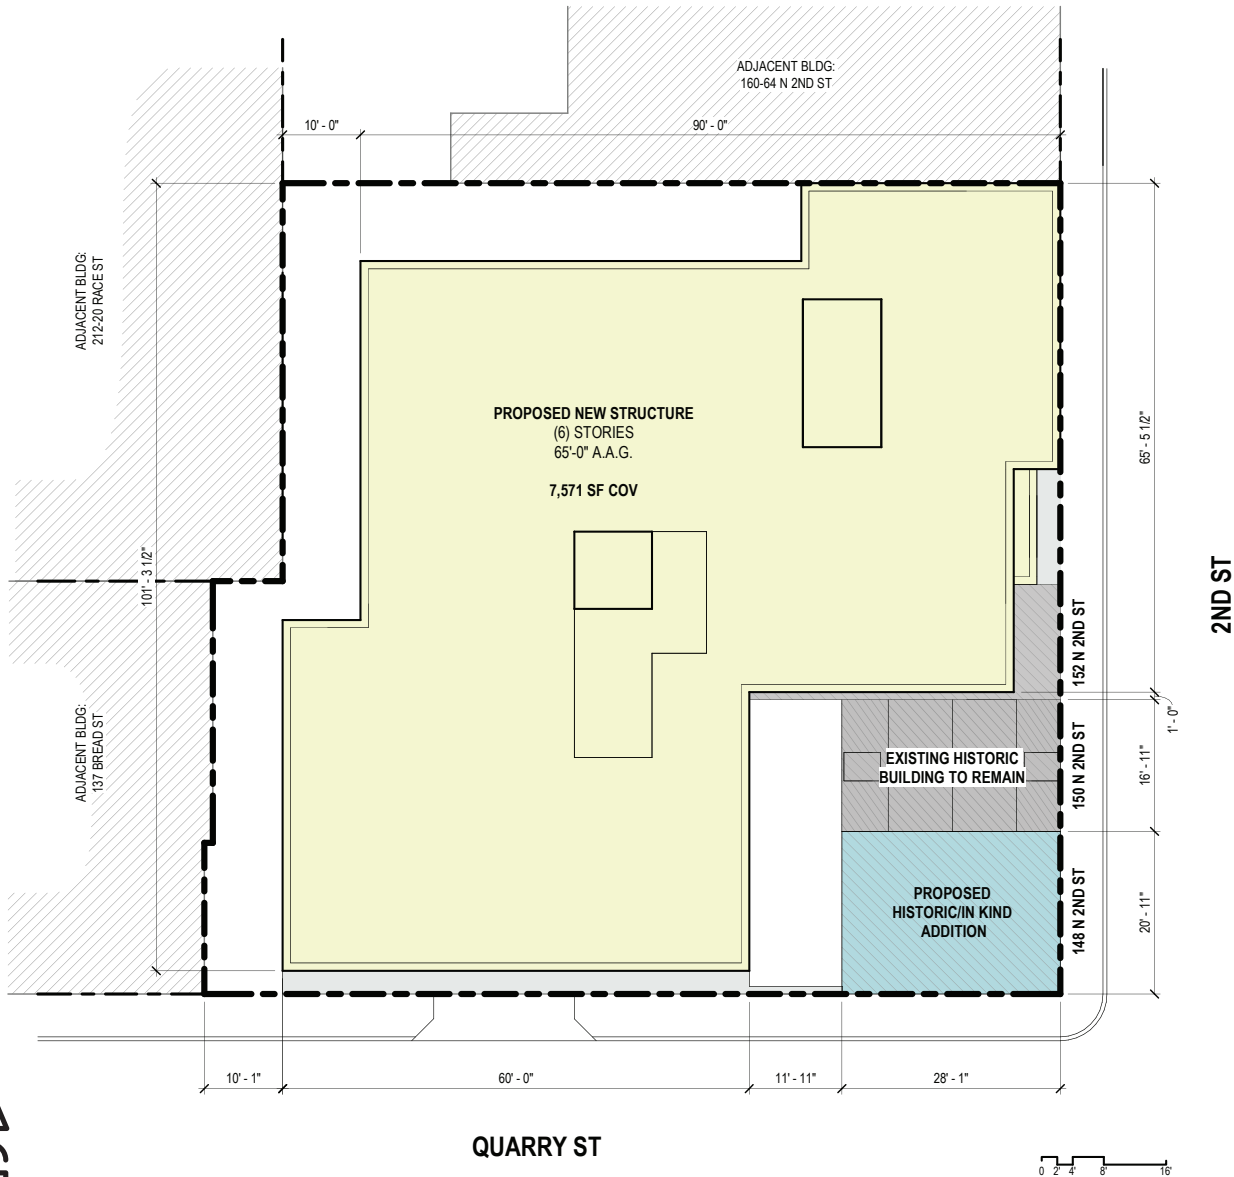 ADJACENT BLDG:
160-64 N 2ND ST
10' - 0"
90' - 0"
ADJACENT BLDG:
212-20 RACE ST
PROPOSED NEW STRUCTURE
(6) STORIES
65'-0" A.A.G.
7,571 SF COV
65' - 5 1/2"
101' - 3 1/2"
2ND ST
152 N 2ND ST
1' - 0"
ADJACENT BLDG:
137 BREAD ST
EXISTING HISTORIC
BUILDING TO REMAIN
150 N 2ND ST
16' - 11"
PROPOSED
HISTORIC/IN KIND
ADDITION
148 N 2ND ST
20' - 11"
10' - 1"
60' - 0"
11' - 11"
28' - 1"
QUARRY ST
0 2' 4' 8' 16'